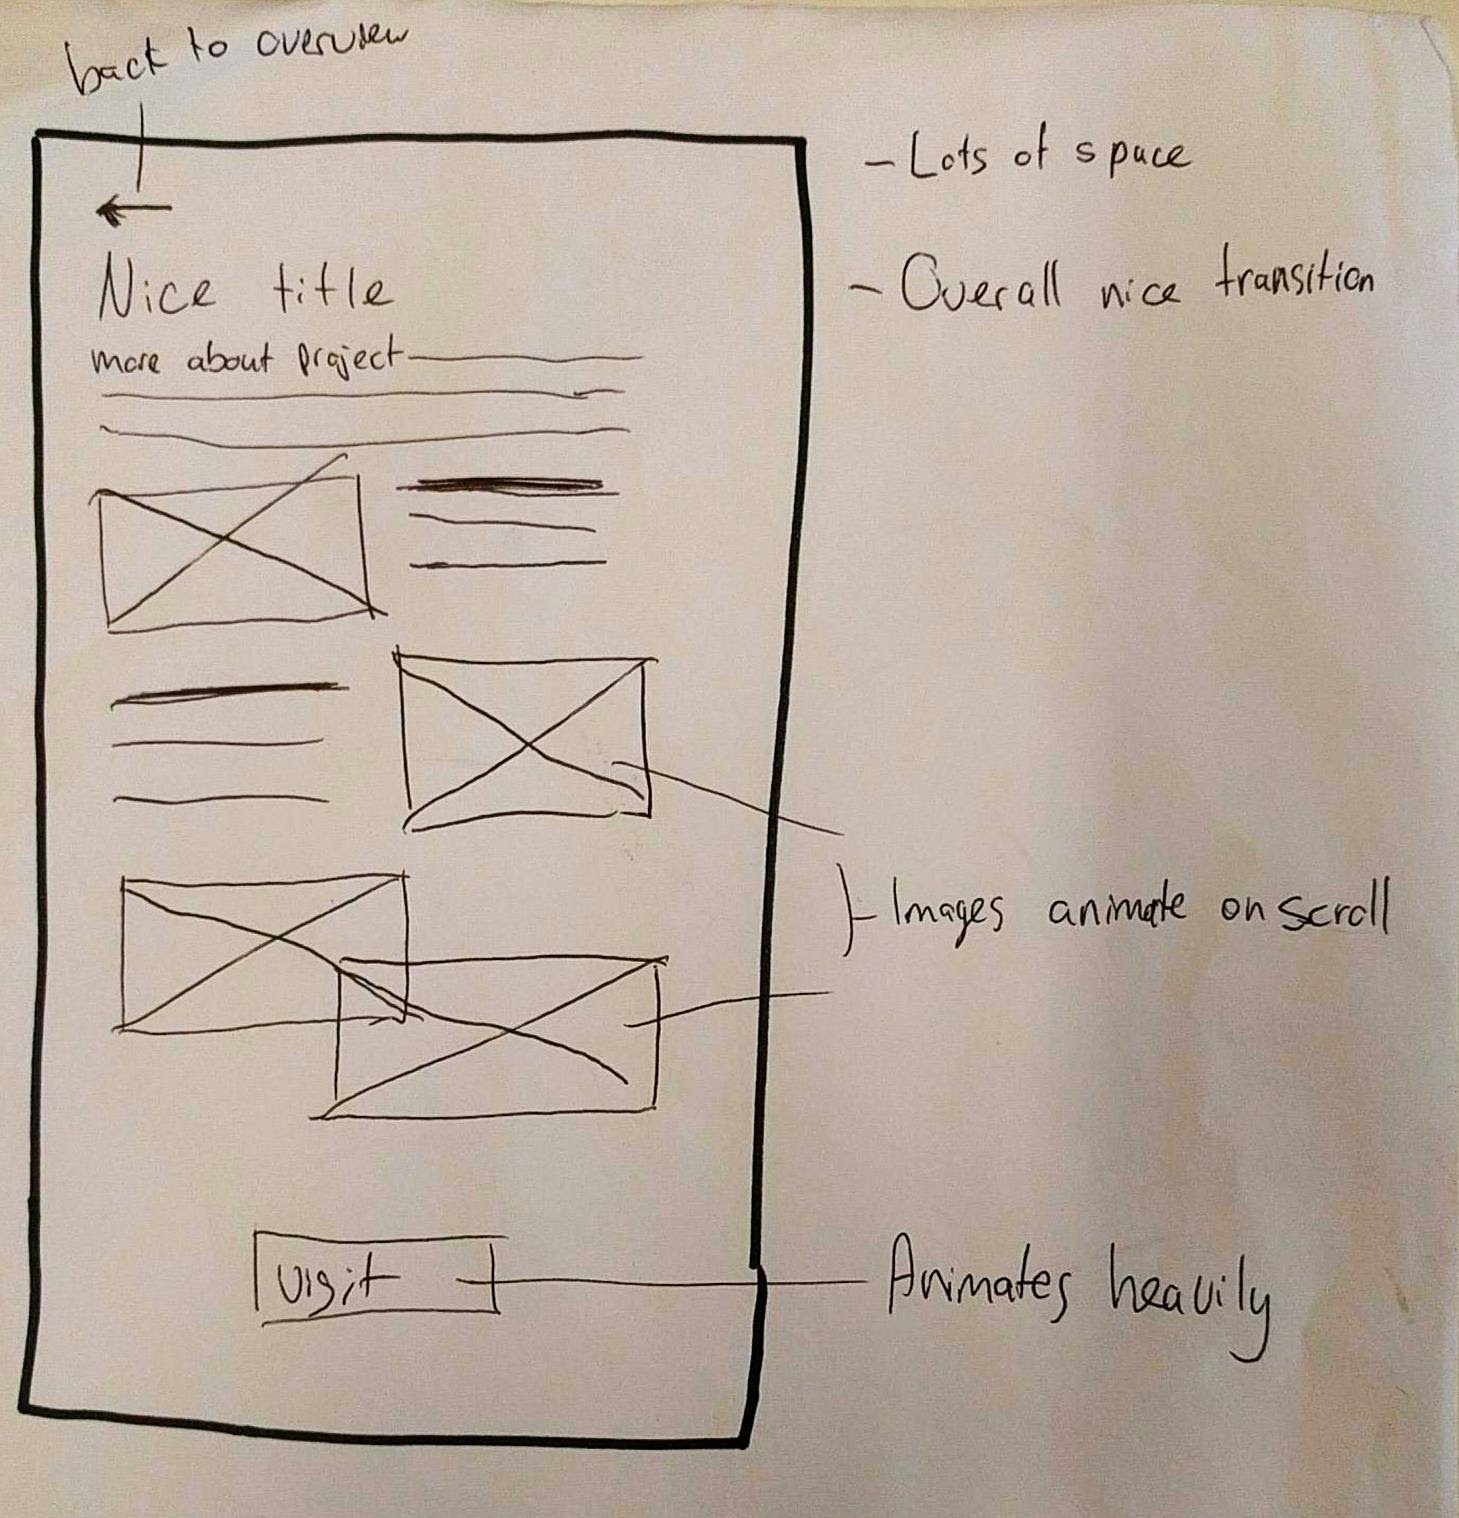 back to overview
- Lots of space
- Overall nice transition
Nice title
more about project
Images animate on scroll
visit
Animates heavily